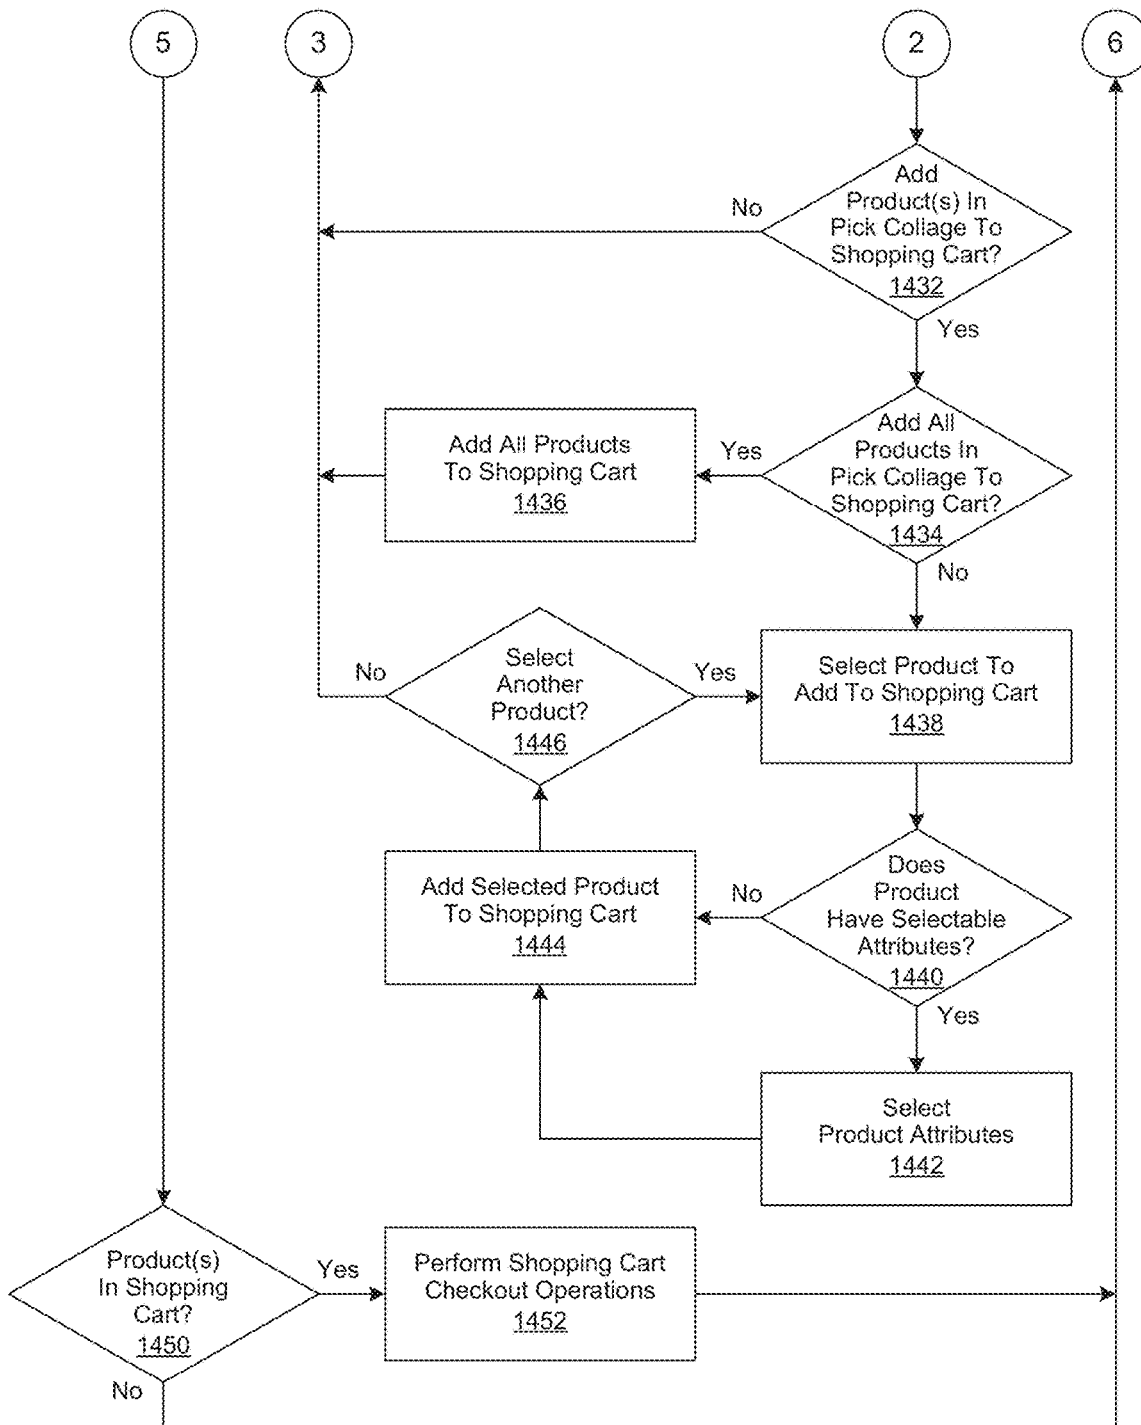 5
3
2
6
Add
Product(s) In
Pick Collage To
Shopping Cart?
1432
No
Yes
Add All
Products In
Pick Collage To
Shopping Cart?
1434
Yes
No
Add All Products
To Shopping Cart
1436
Select
Another
Product?
1446
No
Yes
Select Product To
Add To Shopping Cart
1438
Does
Product
Have Selectable
Attributes?
1440
No
Yes
Add Selected Product
To Shopping Cart
1444
Select
Product Attributes
1442
Product(s)
In Shopping
Cart?
1450
Yes
No
Perform Shopping Cart
Checkout Operations
1452